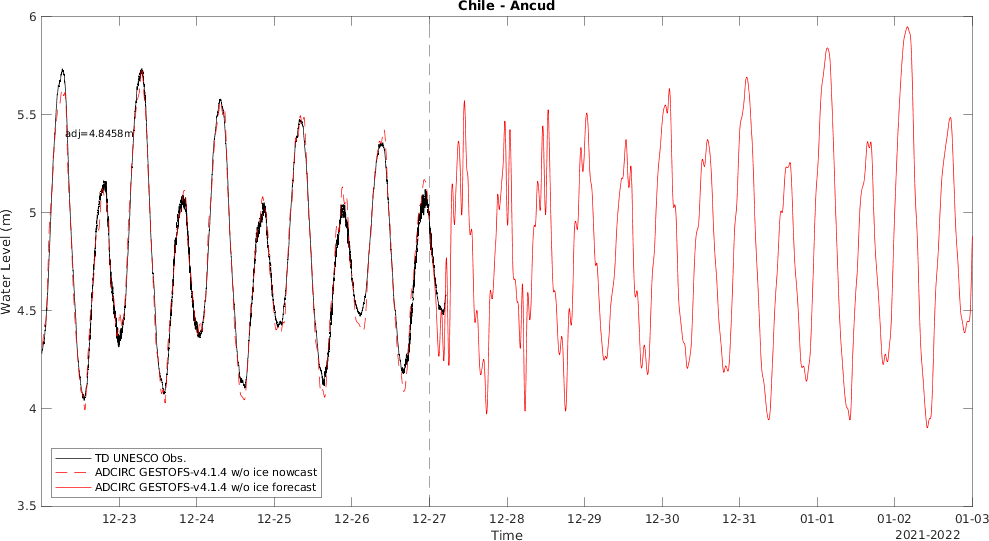 Chile - Ancud
6
5.5
5
4.5
4
3.5
Water Level (m)
adj=4.8458m
TD UNESCO Obs.
ADCIRC GESTOFS-v4.1.4 w/o ice nowcast
ADCIRC GESTOFS-v4.1.4 w/o ice forecast
12-23 12-24 12-25 12-26 12-27 12-28 12-29 12-30 12-31 01-01 01-02 01-03
Time
2021-2022